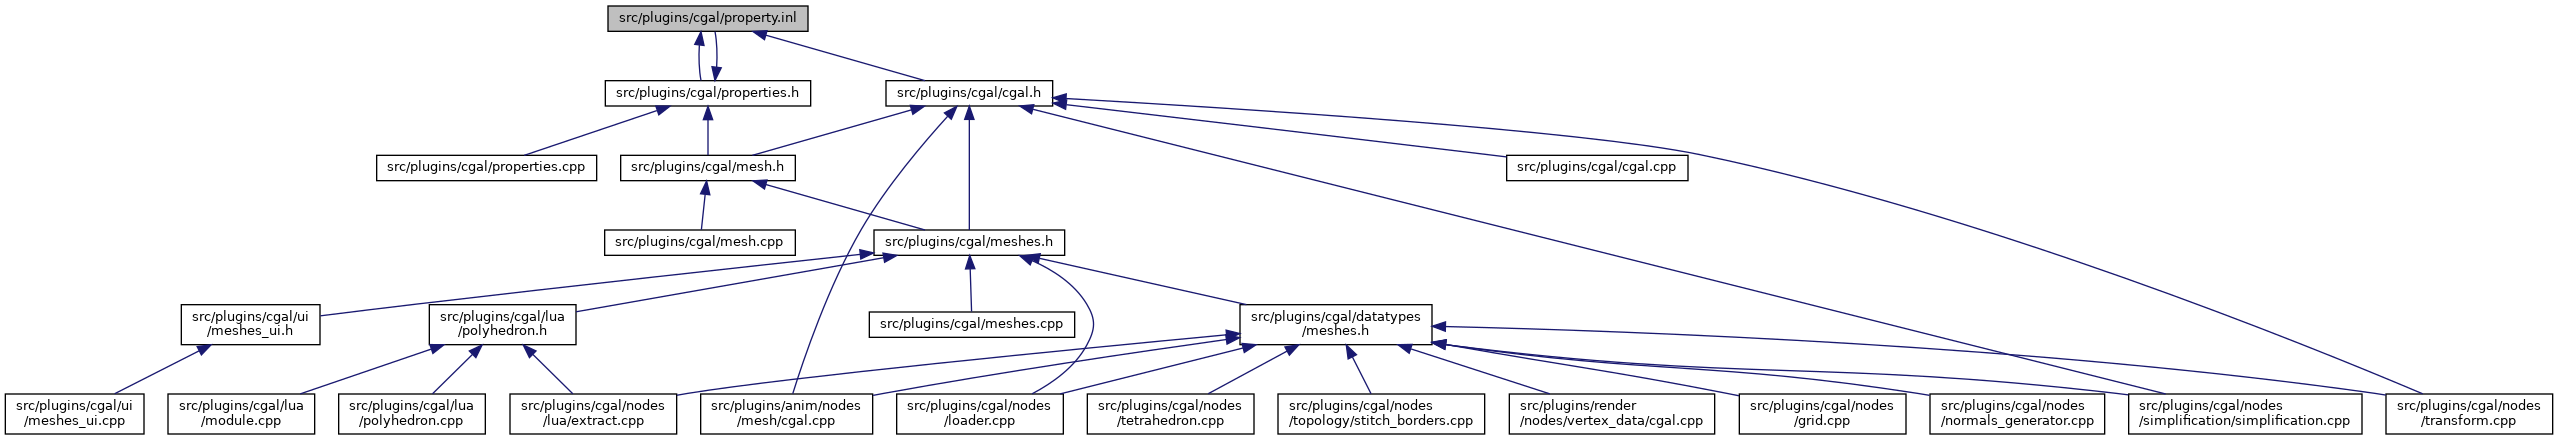 src/plugins/cgal/property.inl
src/plugins/cgal/properties.h
src/plugins/cgal/cgal.h
src/plugins/cgal/properties.cpp
src/plugins/cgal/mesh.h
src/plugins/cgal/cgal.cpp
src/plugins/cgal/mesh.cpp
src/plugins/cgal/meshes.h
src/plugins/cgal/ui
/meshes_ui.h
src/plugins/cgal/lua
/polyhedron.h
src/plugins/cgal/meshes.cpp
src/plugins/cgal/datatypes
/meshes.h
src/plugins/cgal/ui
/meshes_ui.cpp
src/plugins/cgal/lua
/module.cpp
src/plugins/cgal/lua
/polyhedron.cpp
src/plugins/cgal/nodes
/lua/extract.cpp
src/plugins/anim/nodes
/mesh/cgal.cpp
src/plugins/cgal/nodes
/loader.cpp
src/plugins/cgal/nodes
/tetrahedron.cpp
src/plugins/cgal/nodes
/topology/stitch_borders.cpp
src/plugins/render
/nodes/vertex_data/cgal.cpp
src/plugins/cgal/nodes
/grid.cpp
src/plugins/cgal/nodes
/normals_generator.cpp
src/plugins/cgal/nodes
/simplification/simplification.cpp
src/plugins/cgal/nodes
/transform.cpp